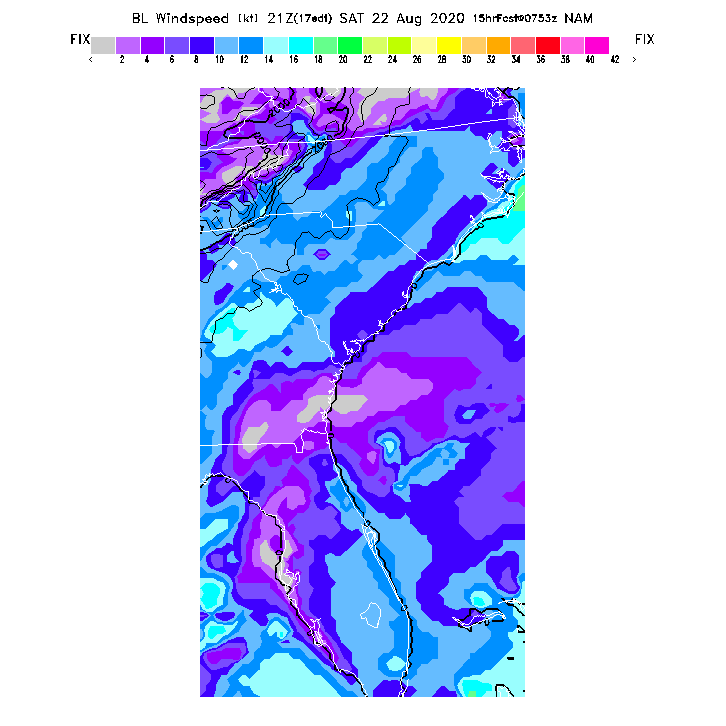 BL Windspeed [kt] 21Z(17edt) SAT 22 Aug 2020 15hrFcst@0753z NAM
FIX FIX
< 2 4 6 8 10 12 14 16 18 20 22 24 26 28 30 32 34 36 38 40 42 >